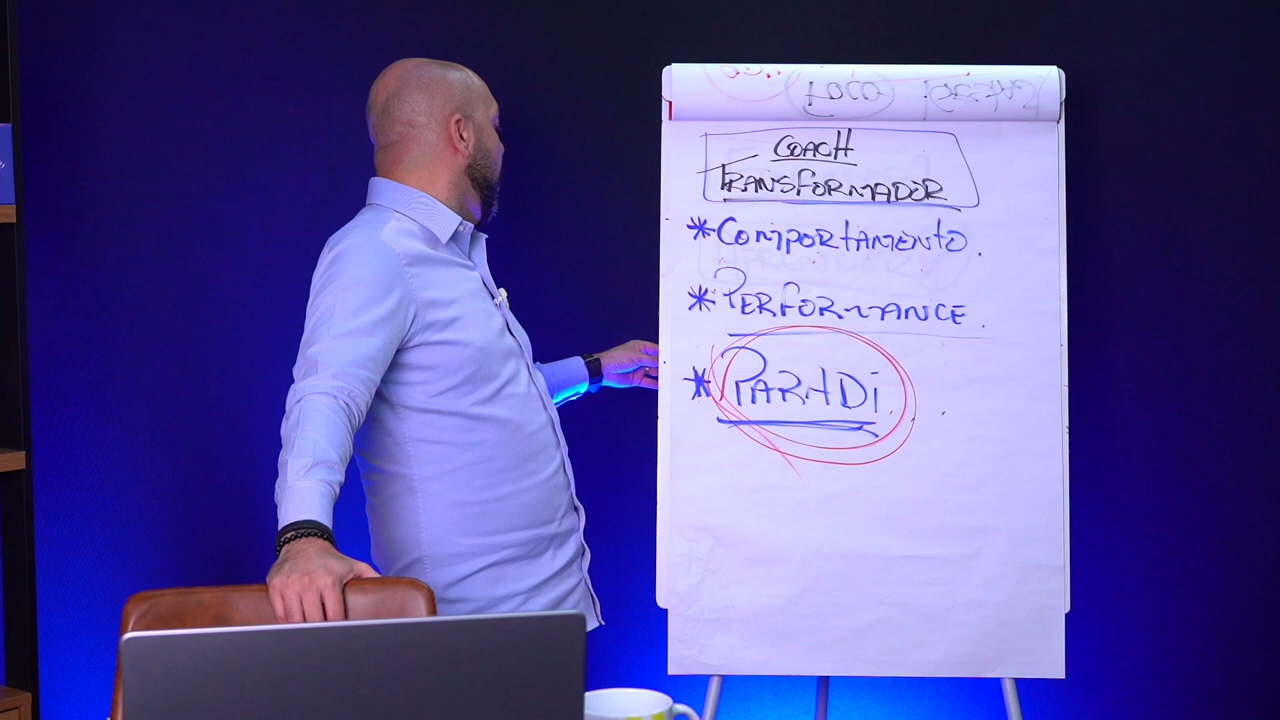 COACH
TRANSFORMADOR
*COMPORTAMENTO.
*PERFORMANCE.
*PARADI